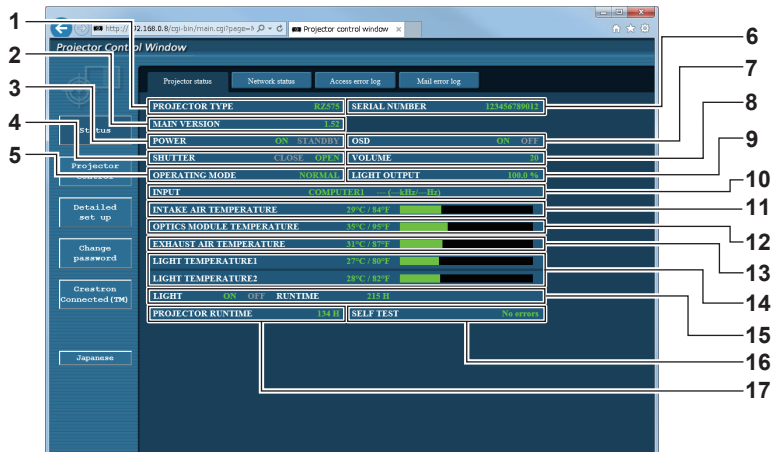 http://192.168.0.8/cgi-bin/main.cgi?page=
Projector control window
Projector Control Window
Projector status
Network status
Access error log
Mail error log
Status
Projector
control
Detailed
set up
Change
password
Crestron
Connected(TM)
Japanese
PROJECTOR TYPE RZ575
SERIAL NUMBER 123456789012
MAIN VERSION 1.52
POWER ON STANDBY
OSD ON OFF
SHUTTER CLOSE OPEN
VOLUME 20
OPERATING MODE NORMAL
LIGHT OUTPUT 100.0 %
INPUT COMPUTER1 — (—kHz/—Hz)
INTAKE AIR TEMPERATURE 29°C / 84°F
OPTICS MODULE TEMPERATURE 35°C / 95°F
EXHAUST AIR TEMPERATURE 31°C / 87°F
LIGHT TEMPERATURE1 27°C / 80°F
LIGHT TEMPERATURE2 28°C / 82°F
LIGHT ON OFF RUNTIME 215 H
PROJECTOR RUNTIME 134 H
SELF TEST No errors
1
2
3
4
5
6
7
8
9
10
11
12
13
14
15
16
17